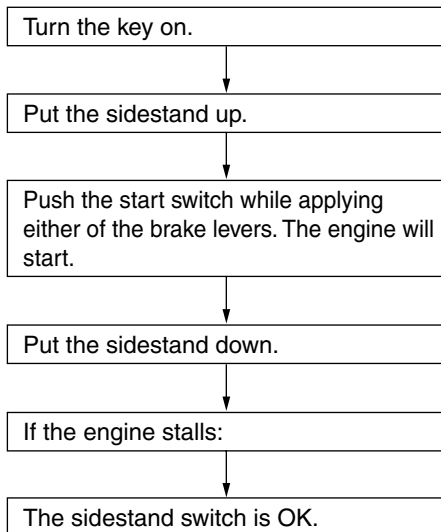 Turn the key on.
Put the sidestand up.
Push the start switch while applying
either of the brake levers. The engine will
start.
Put the sidestand down.
If the engine stalls:
The sidestand switch is OK.